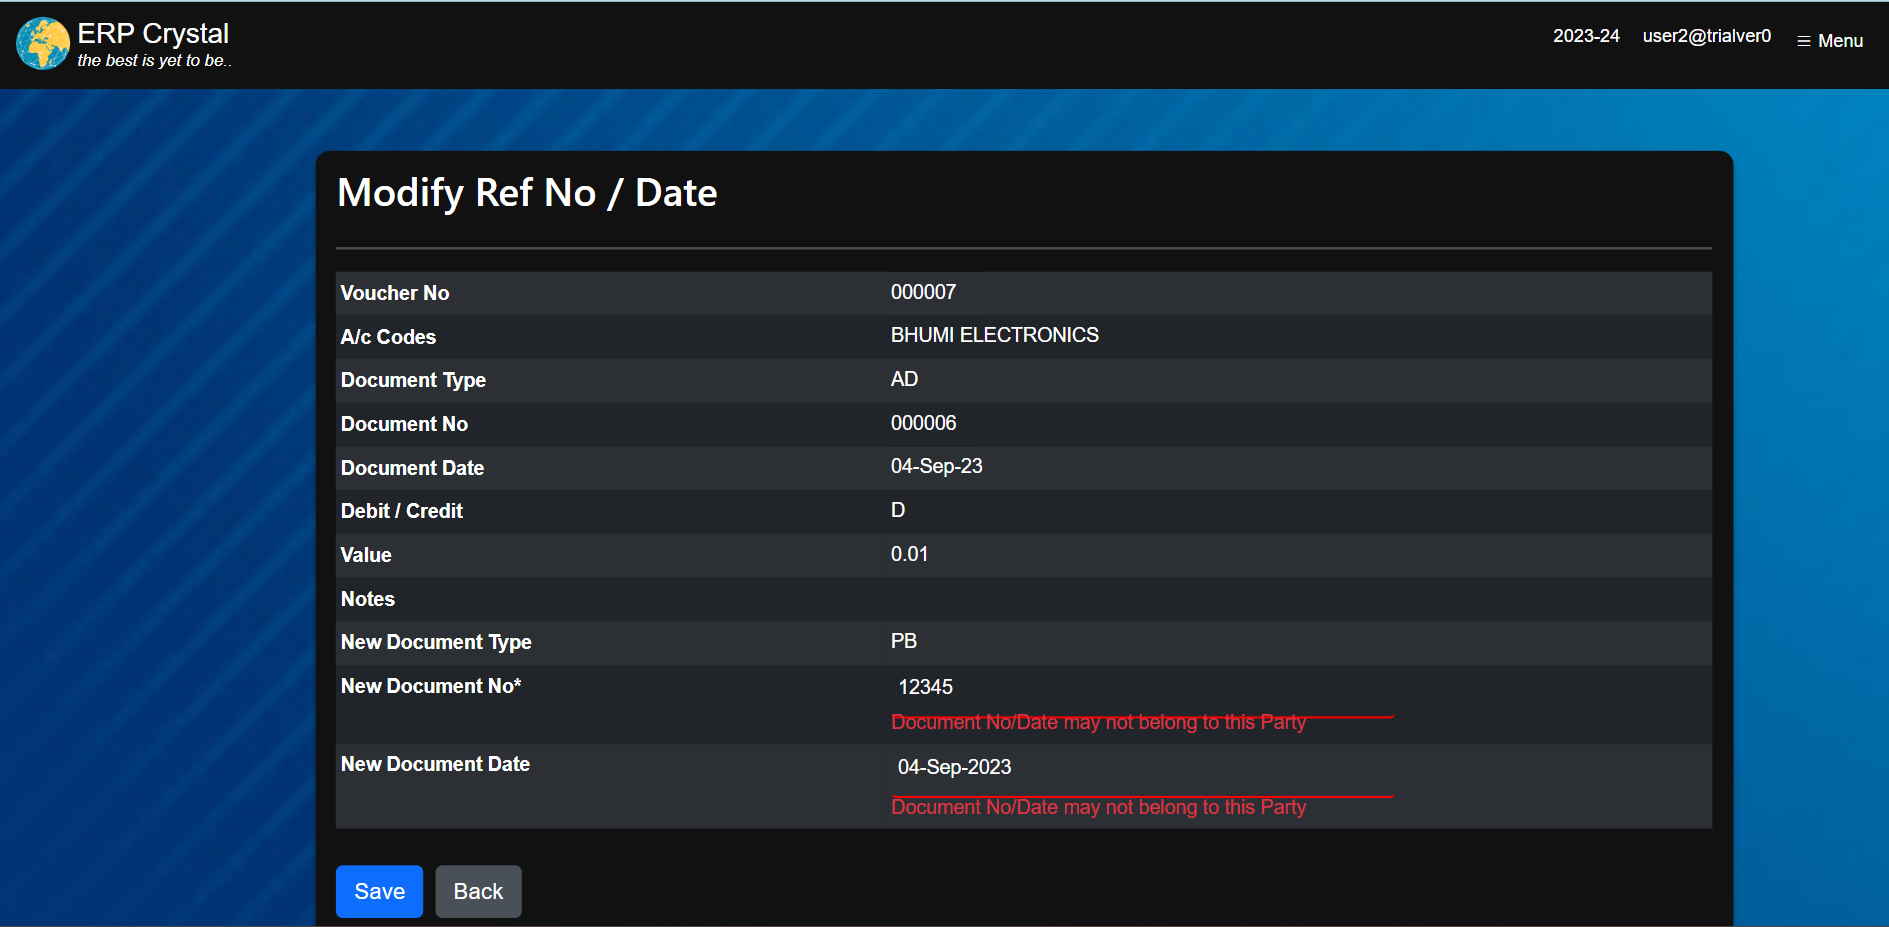 ERP Crystal
the best is yet to be..
2023-24 user2@trialver0 ☰ Menu
Modify Ref No / Date
Voucher No 000007
A/c Codes BHUMI ELECTRONICS
Document Type AD
Document No 000006
Document Date 04-Sep-23
Debit / Credit D
Value 0.01
Notes
New Document Type PB
New Document No* 12345
Document No/Date may not belong to this Party
New Document Date 04-Sep-2023
Document No/Date may not belong to this Party
Save Back